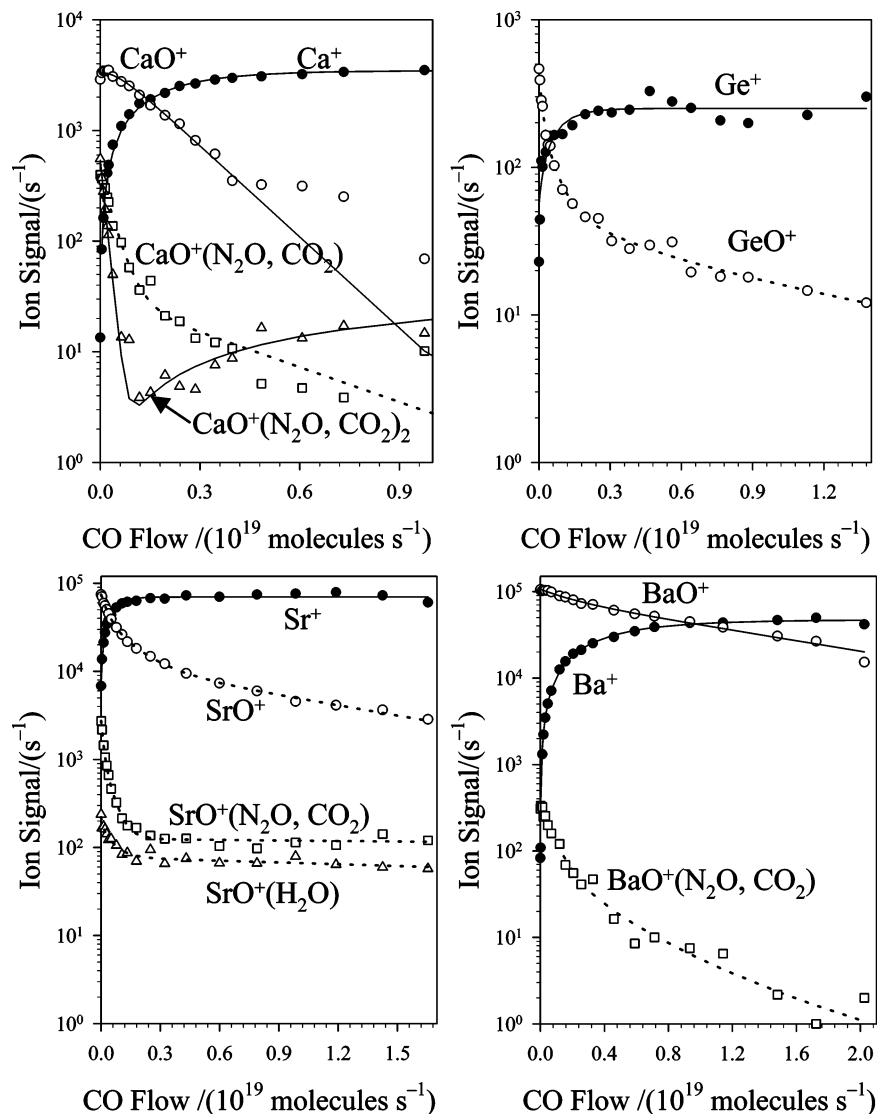 10⁴
10³
10²
10¹
10⁰
Ion Signal/(s⁻¹)
CaO⁺
Ca⁺
CaO⁺(N₂O, CO₂)
CaO⁺(N₂O, CO₂)₂
0.0 0.3 0.6 0.9
CO Flow /(10¹⁹ molecules s⁻¹)
10³
10²
10¹
10⁰
Ion Signal/(s⁻¹)
Ge⁺
GeO⁺
0.0 0.4 0.8 1.2
CO Flow /(10¹⁹ molecules s⁻¹)
10⁵
10⁴
10³
10²
10¹
10⁰
Ion Signal/(s⁻¹)
Sr⁺
SrO⁺
SrO⁺(N₂O, CO₂)
SrO⁺(H₂O)
0.0 0.3 0.6 0.9 1.2 1.5
CO Flow /(10¹⁹ molecules s⁻¹)
10⁵
10⁴
10³
10²
10¹
10⁰
Ion Signal/(s⁻¹)
BaO⁺
Ba⁺
BaO⁺(N₂O, CO₂)
0.0 0.4 0.8 1.2 1.6 2.0
CO Flow /(10¹⁹ molecules s⁻¹)